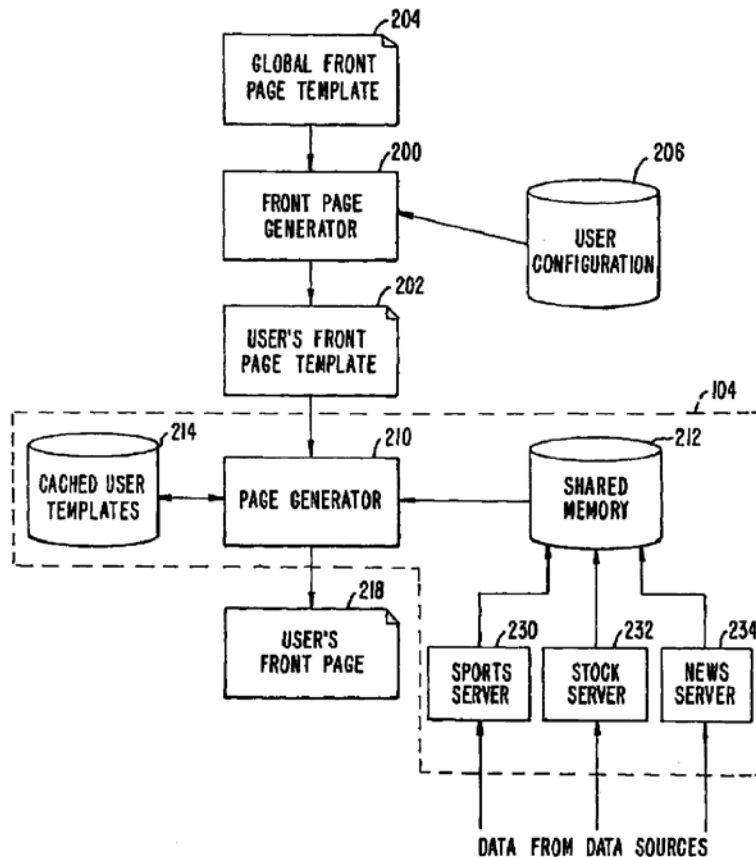 204
GLOBAL FRONT
PAGE TEMPLATE
200
FRONT PAGE
GENERATOR
206
USER
CONFIGURATION
202
USER'S FRONT
PAGE TEMPLATE
104
214
CACHED USER
TEMPLATES
210
PAGE GENERATOR
212
SHARED
MEMORY
218
USER'S
FRONT PAGE
230
SPORTS
SERVER
232
STOCK
SERVER
234
NEWS
SERVER
DATA FROM DATA SOURCES